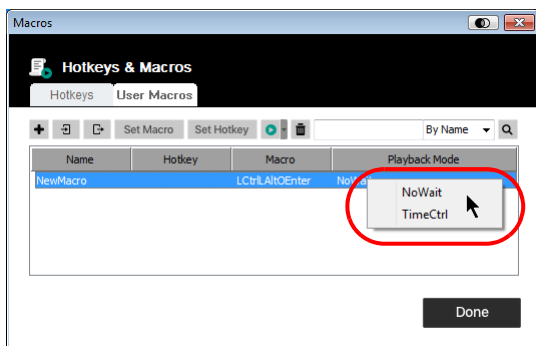 Macros
Hotkeys & Macros
Hotkeys User Macros
Set Macro Set Hotkey By Name
Name Hotkey Macro Playback Mode
NewMacro LCtrlLAltOEnter
NoWait
TimeCtrl
Done